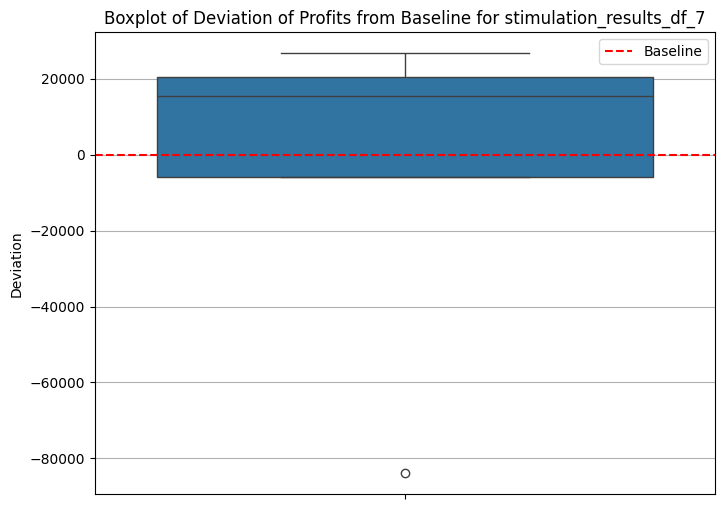 Boxplot of Deviation of Profits from Baseline for stimulation_results_df_7
Baseline
20000
0
−20000
−40000
−60000
−80000
Deviation